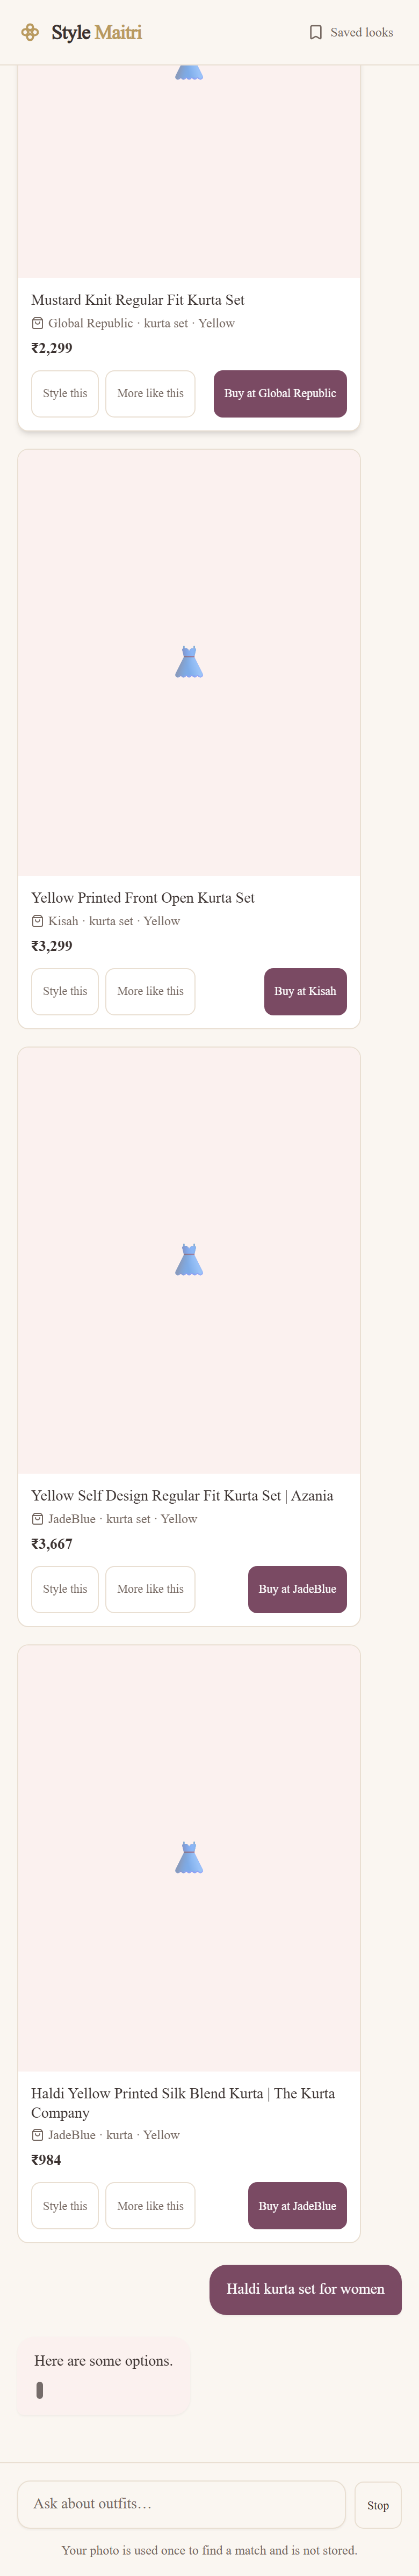 Style Maitri
Saved looks
Mustard Knit Regular Fit Kurta Set
Global Republic · kurta set · Yellow
₹2,299
Style this
More like this
Buy at Global Republic
Yellow Printed Front Open Kurta Set
Kisah · kurta set · Yellow
₹3,299
Style this
More like this
Buy at Kisah
Yellow Self Design Regular Fit Kurta Set | Azania
JadeBlue · kurta set · Yellow
₹3,667
Style this
More like this
Buy at JadeBlue
Haldi Yellow Printed Silk Blend Kurta | The Kurta
Company
JadeBlue · kurta · Yellow
₹984
Style this
More like this
Buy at JadeBlue
Haldi kurta set for women
Here are some options.
Ask about outfits…
Stop
Your photo is used once to find a match and is not stored.